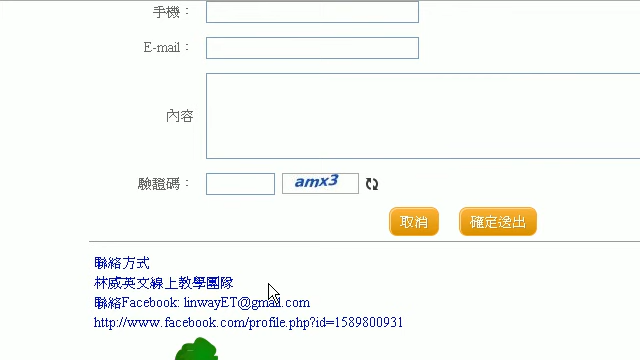 手機：
E-mail：
內容
驗證碼： amx3
取消 確定送出
聯絡方式
林威英文線上教學團隊
聯絡Facebook: linwayET@gmail.com
http://www.facebook.com/profile.php?id=1589800931